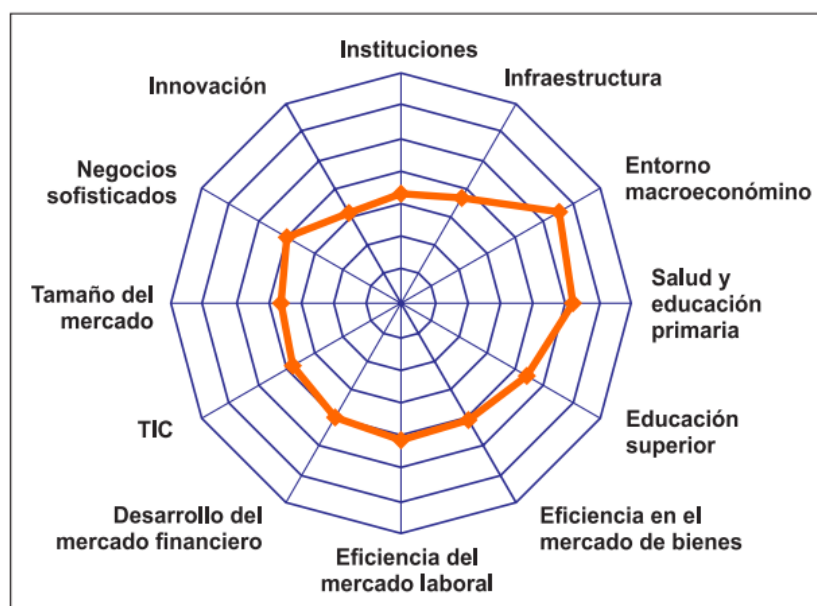 Instituciones
Infraestructura
Entorno
macroeconómino
Salud y
educación
primaria
Educación
superior
Eficiencia en el
mercado de bienes
Eficiencia del
mercado laboral
Desarrollo del
mercado financiero
TIC
Tamaño del
mercado
Negocios
sofisticados
Innovación